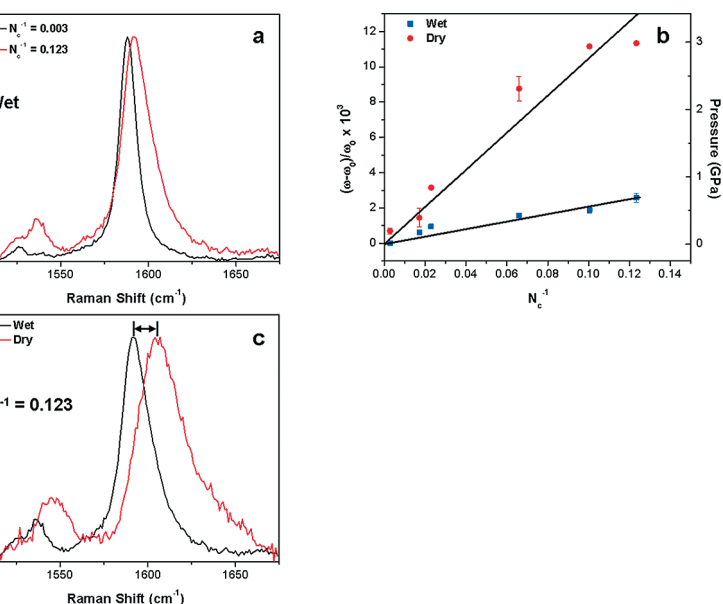 N_c^-1 = 0.003
a
N_c^-1 = 0.123
1550
1600
1650
Raman Shift (cm^-1)
b
Wet
Dry
12
10
8
6
4
2
0
(ω-ω_0)/ω_0 x 10^3
3
2
1
0
Pressure (GPa)
0.00
0.02
0.04
0.06
0.08
0.10
0.12
0.14
N_c^-1
Wet
c
Dry
-1 = 0.123
1550
1600
1650
Raman Shift (cm^-1)